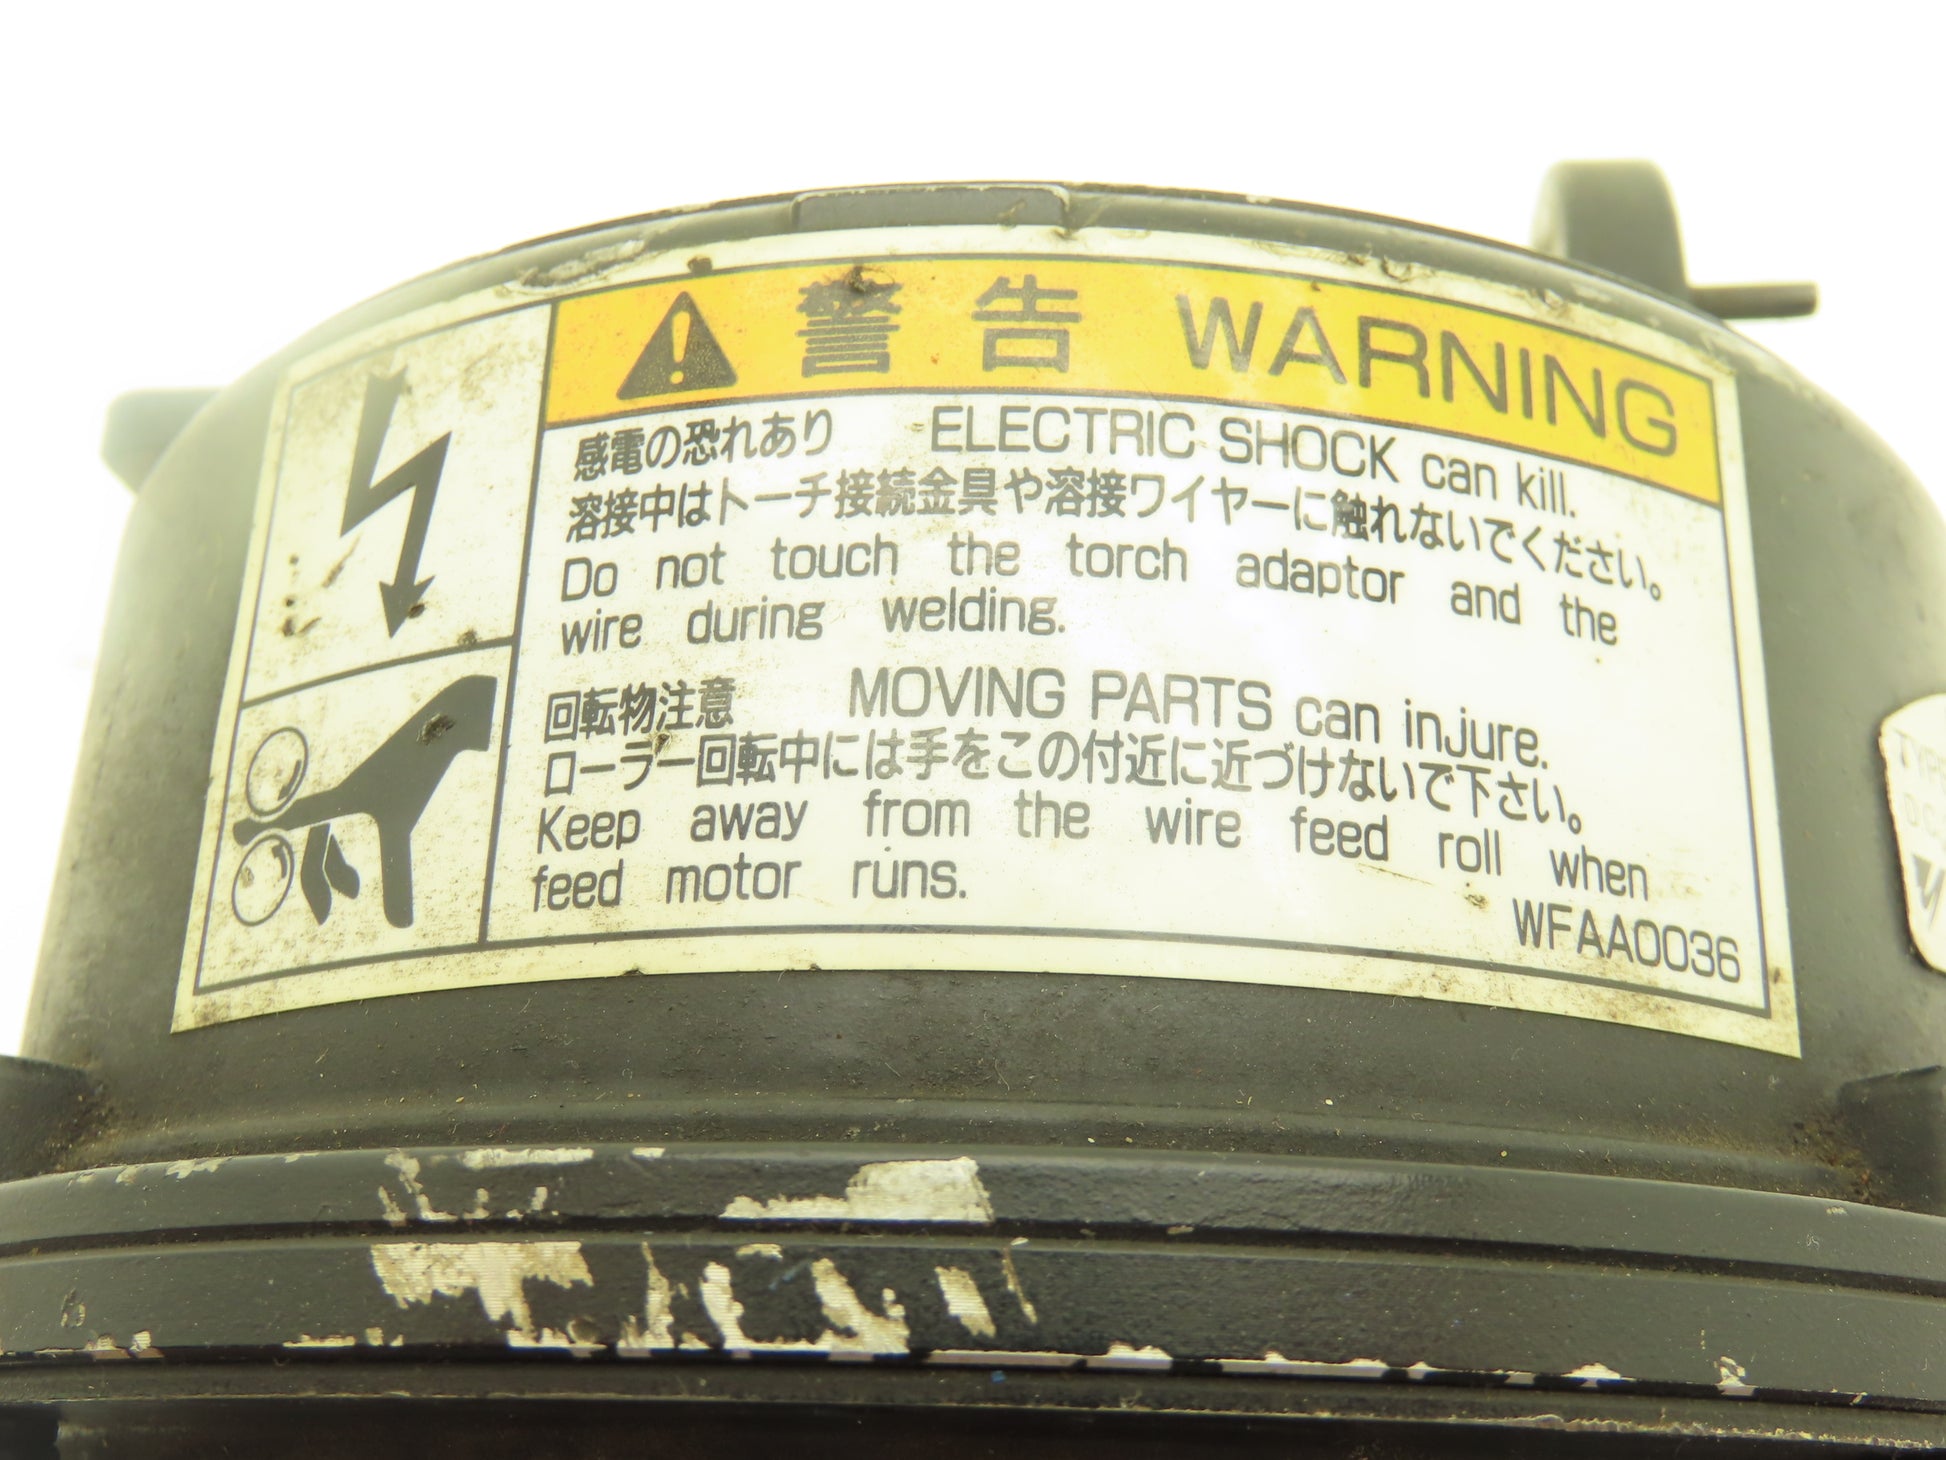 警告 WARNING
感電の恐れあり ELECTRIC SHOCK can kill.
溶接中はトーチ接続金具や溶接ワイヤーに触れないでください。
Do not touch the torch adaptor and the
wire during welding.
回転物注意 MOVING PARTS can injure.
ローラー回転中には手をこの付近に近づけないで下さい。
Keep away from the wire feed roll when
feed motor runs.
WFAA0036
TYPE
DC